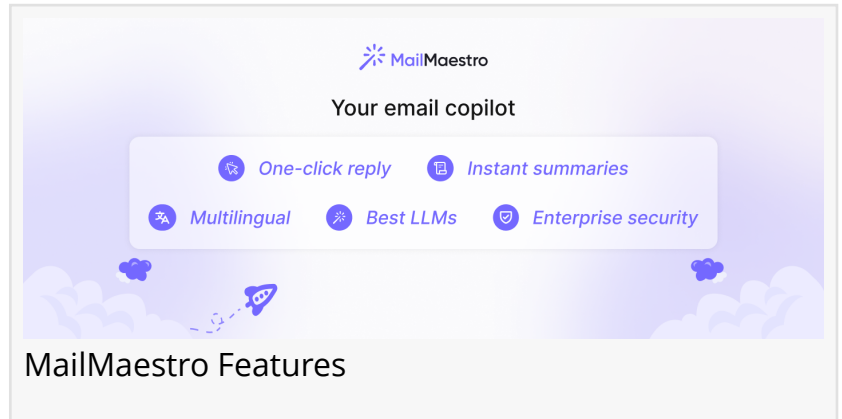 MailMaestro
Your email copilot
One-click reply Instant summaries
Multilingual Best LLMs Enterprise security
MailMaestro Features